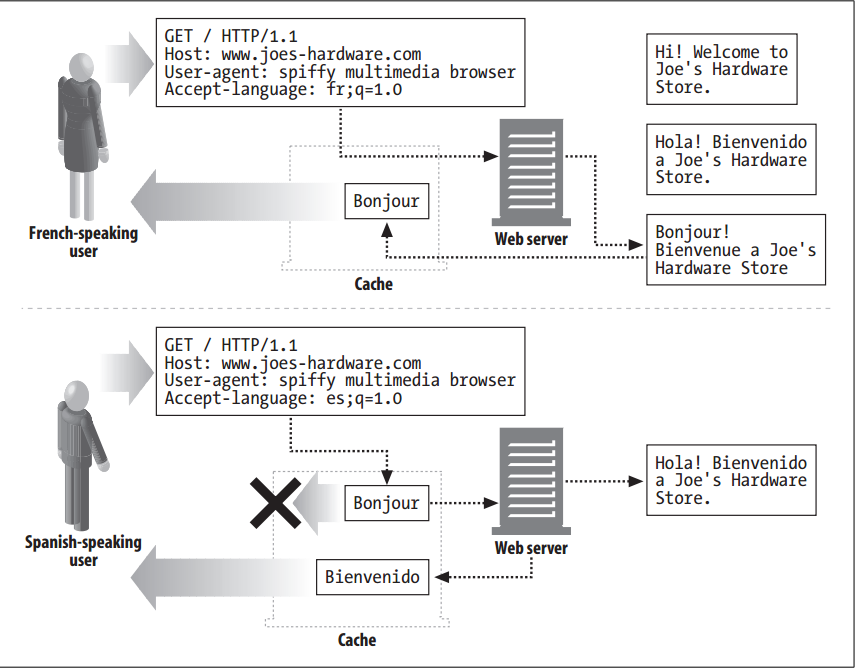 GET / HTTP/1.1
Host: www.joes-hardware.com
User-agent: spiffy multimedia browser
Accept-language: fr;q=1.0
Hi! Welcome to
Joe's Hardware
Store.
Hola! Bienvenido
a Joe's Hardware
Store.
Bonjour
Bonjour!
Bienvenue a Joe's
Hardware Store
French-speaking
user
Web server
Cache
GET / HTTP/1.1
Host: www.joes-hardware.com
User-agent: spiffy multimedia browser
Accept-language: es;q=1.0
Hola! Bienvenido
a Joe's Hardware
Store.
Bonjour
Spanish-speaking
user
Web server
Bienvenido
Cache